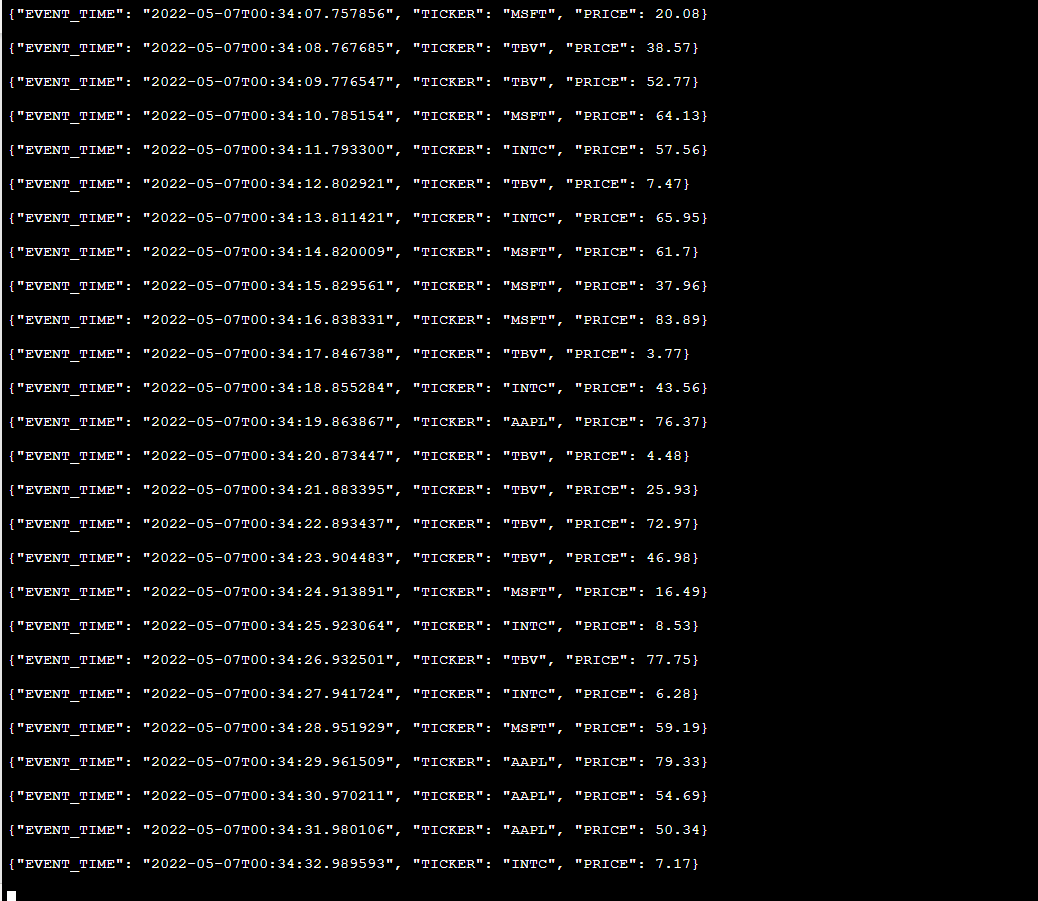 {"EVENT_TIME": "2022-05-07T00:34:07.757856", "TICKER": "MSFT", "PRICE": 20.08}
{"EVENT_TIME": "2022-05-07T00:34:08.767685", "TICKER": "TBV", "PRICE": 38.57}
{"EVENT_TIME": "2022-05-07T00:34:09.776547", "TICKER": "TBV", "PRICE": 52.77}
{"EVENT_TIME": "2022-05-07T00:34:10.785154", "TICKER": "MSFT", "PRICE": 64.13}
{"EVENT_TIME": "2022-05-07T00:34:11.793300", "TICKER": "INTC", "PRICE": 57.56}
{"EVENT_TIME": "2022-05-07T00:34:12.802921", "TICKER": "TBV", "PRICE": 7.47}
{"EVENT_TIME": "2022-05-07T00:34:13.811421", "TICKER": "INTC", "PRICE": 65.95}
{"EVENT_TIME": "2022-05-07T00:34:14.820009", "TICKER": "MSFT", "PRICE": 61.7}
{"EVENT_TIME": "2022-05-07T00:34:15.829561", "TICKER": "MSFT", "PRICE": 37.96}
{"EVENT_TIME": "2022-05-07T00:34:16.838331", "TICKER": "MSFT", "PRICE": 83.89}
{"EVENT_TIME": "2022-05-07T00:34:17.846738", "TICKER": "TBV", "PRICE": 3.77}
{"EVENT_TIME": "2022-05-07T00:34:18.855284", "TICKER": "INTC", "PRICE": 43.56}
{"EVENT_TIME": "2022-05-07T00:34:19.863867", "TICKER": "AAPL", "PRICE": 76.37}
{"EVENT_TIME": "2022-05-07T00:34:20.873447", "TICKER": "TBV", "PRICE": 4.48}
{"EVENT_TIME": "2022-05-07T00:34:21.883395", "TICKER": "TBV", "PRICE": 25.93}
{"EVENT_TIME": "2022-05-07T00:34:22.893437", "TICKER": "TBV", "PRICE": 72.97}
{"EVENT_TIME": "2022-05-07T00:34:23.904483", "TICKER": "TBV", "PRICE": 46.98}
{"EVENT_TIME": "2022-05-07T00:34:24.913891", "TICKER": "MSFT", "PRICE": 16.49}
{"EVENT_TIME": "2022-05-07T00:34:25.923064", "TICKER": "INTC", "PRICE": 8.53}
{"EVENT_TIME": "2022-05-07T00:34:26.932501", "TICKER": "TBV", "PRICE": 77.75}
{"EVENT_TIME": "2022-05-07T00:34:27.941724", "TICKER": "INTC", "PRICE": 6.28}
{"EVENT_TIME": "2022-05-07T00:34:28.951929", "TICKER": "MSFT", "PRICE": 59.19}
{"EVENT_TIME": "2022-05-07T00:34:29.961509", "TICKER": "AAPL", "PRICE": 79.33}
{"EVENT_TIME": "2022-05-07T00:34:30.970211", "TICKER": "AAPL", "PRICE": 54.69}
{"EVENT_TIME": "2022-05-07T00:34:31.980106", "TICKER": "AAPL", "PRICE": 50.34}
{"EVENT_TIME": "2022-05-07T00:34:32.989593", "TICKER": "INTC", "PRICE": 7.17}